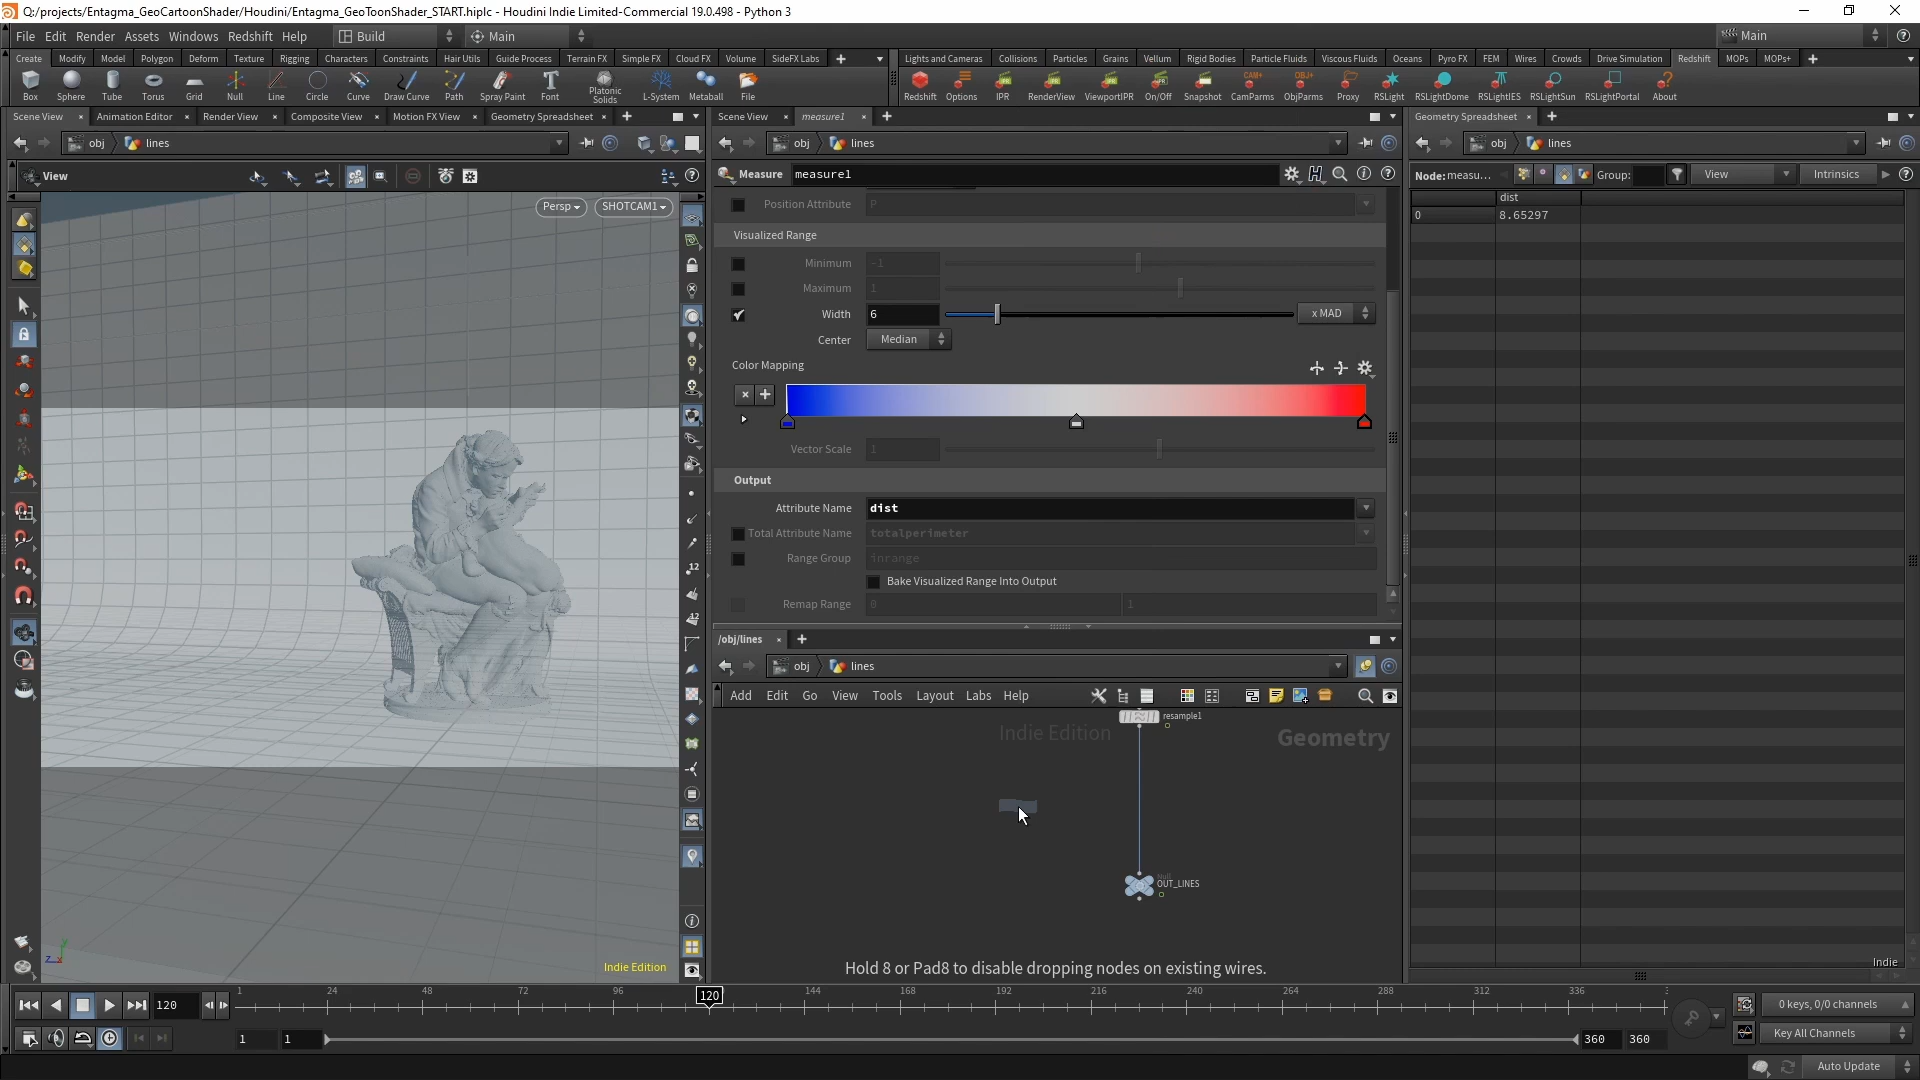 Q:/projects/Entagma_GeoCartoonShader/Houdini/Entagma_GeoToonShader_START.hiplc - Houdini Indie Limited-Commercial 19.0.498 - Python 3
File Edit Render Assets Windows Redshift Help Build Main Main
Create Modify Model Polygon Deform Texture Rigging Characters Constraints Hair Utils Guide Process Terrain FX Simple FX Cloud FX Volume SideFX Labs
Lights and Cameras Collisions Particles Grains Vellum Rigid Bodies Particle Fluids Viscous Fluids Oceans Pyro FX FEM Wires Crowds Drive Simulation Redshift MOPs MOPs+
Box Sphere Tube Torus Grid Null Line Circle Curve Draw Curve Path Spray Paint Font Platonic Solids L-System Metaball File
Redshift Options IPR RenderView ViewportIPR On/Off Snapshot CamParms ObjParms Proxy RSLight RSLightDome RSLightIES RSLightSun RSLightPortal About
Scene View Animation Editor Render View Composite View Motion FX View Geometry Spreadsheet
Scene View measure1
Geometry Spreadsheet
obj lines
obj lines
obj lines
View
Measure measure1
Node: measu... Group: View Intrinsics
Persp SHOTCAM1
dist
0 8.65297
Position Attribute P
Visualized Range
Minimum -1
Maximum 1
Width 6 x MAD
Center Median
Color Mapping
Vector Scale 1
Output
Attribute Name dist
Total Attribute Name totalperimeter
Range Group inrange
Bake Visualized Range Into Output
Remap Range 0 1
/obj/lines
obj lines
Add Edit Go View Tools Layout Labs Help
resample1
Indie Edition
Geometry
OUT_LINES
Hold 8 or Pad8 to disable dropping nodes on existing wires.
Indie Edition
Indie
120
1 24 48 72 96 120 144 168 192 216 240 264 288 312 336
0 keys, 0/0 channels
1 1 360 360
Key All Channels
Auto Update